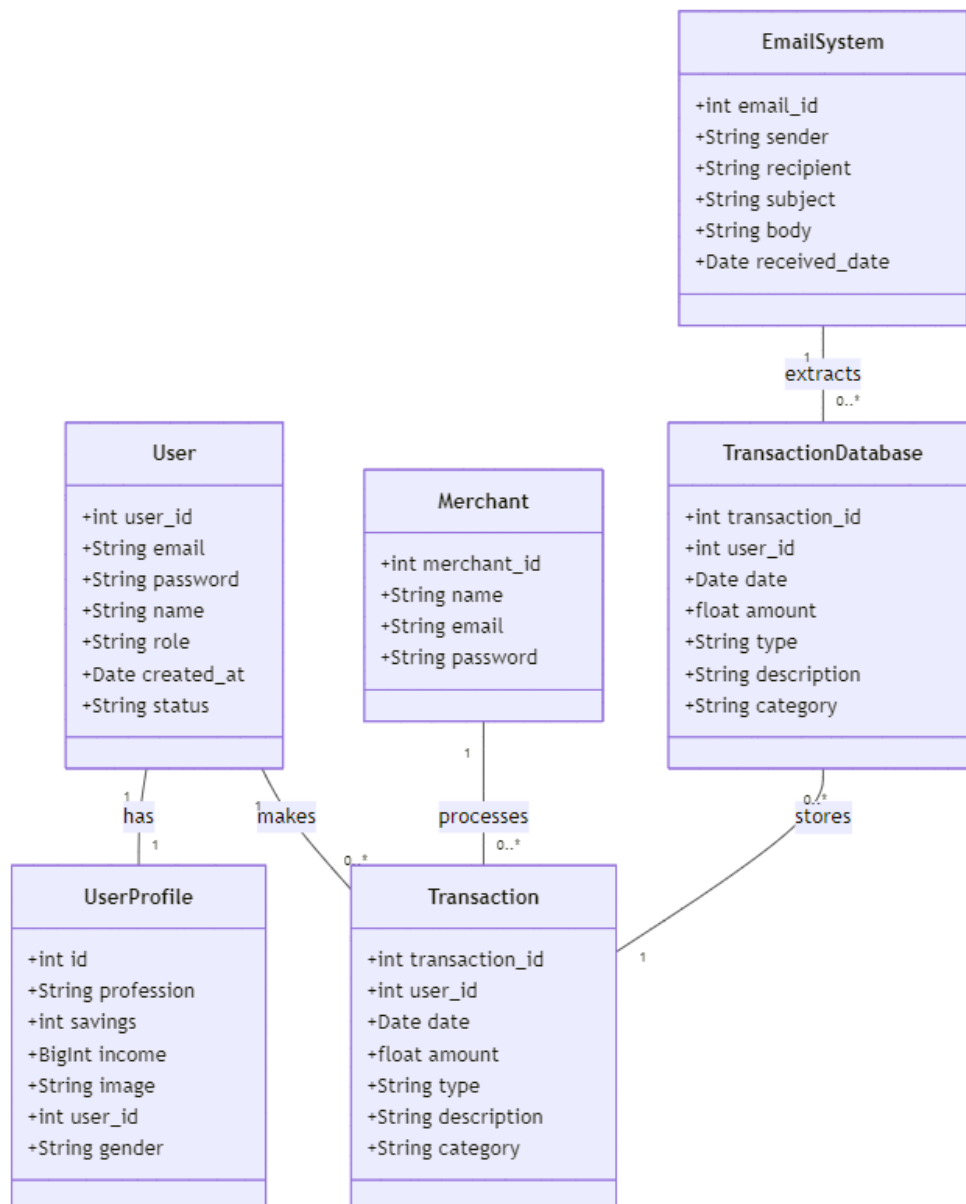 EmailSystem
+int email_id
+String sender
+String recipient
+String subject
+String body
+Date received_date
1
extracts
0..*
User
+int user_id
+String email
+String password
+String name
+String role
+Date created_at
+String status
Merchant
+int merchant_id
+String name
+String email
+String password
TransactionDatabase
+int transaction_id
+int user_id
+Date date
+float amount
+String type
+String description
+String category
1
has
1
1
makes
0..*
1
processes
0..*
0..*
stores
1
UserProfile
+int id
+String profession
+int savings
+BigInt income
+String image
+int user_id
+String gender
Transaction
+int transaction_id
+int user_id
+Date date
+float amount
+String type
+String description
+String category